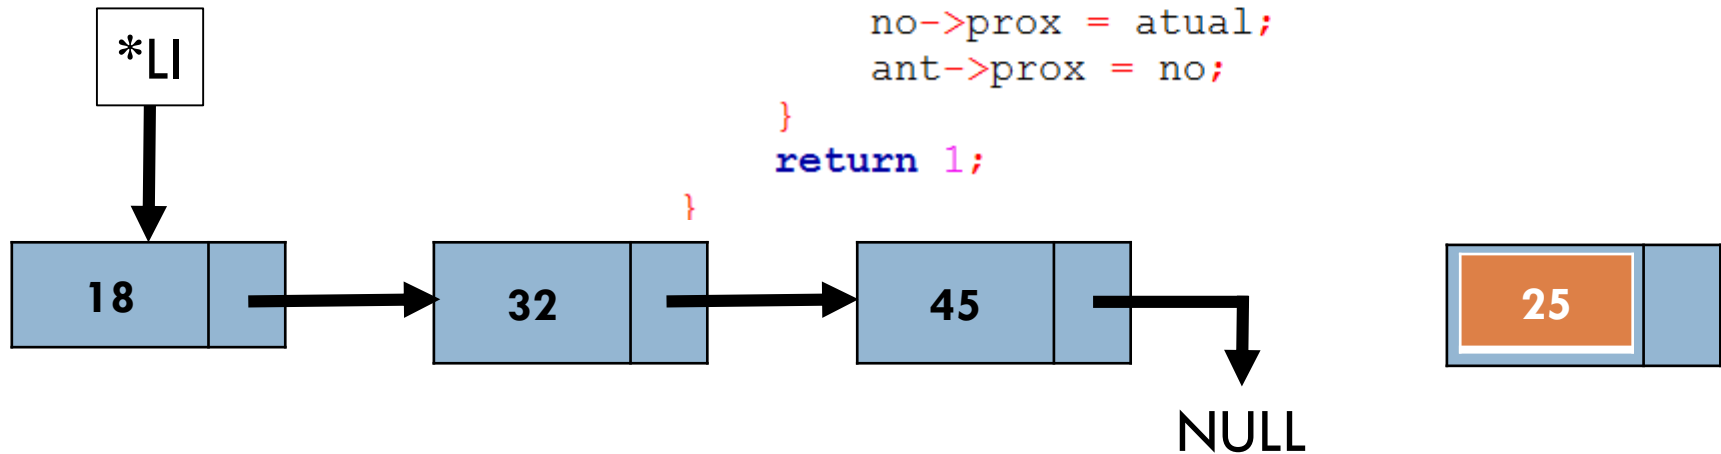 *LI
no->prox = atual;
ant->prox = no;
}
return 1;
}
18
32
45
25
NULL